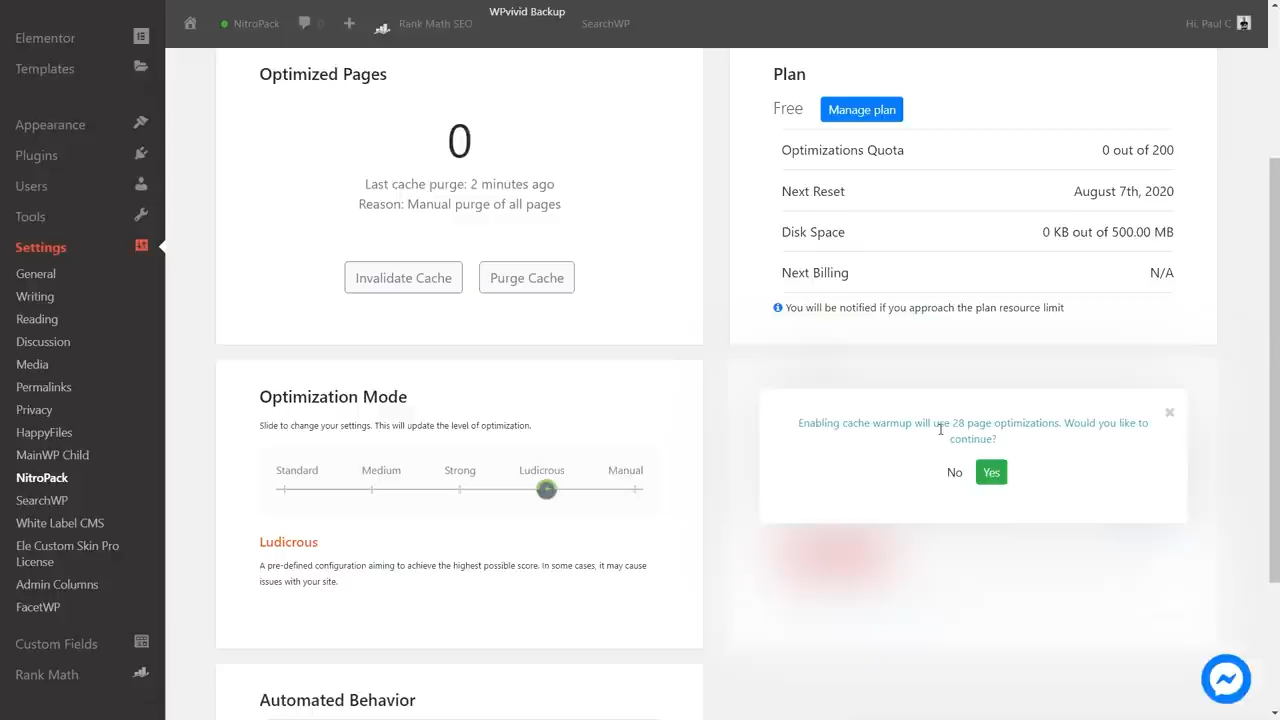 WPvivid Backup
NitroPack
0
Rank Math SEO
SearchWP
Hi, Paul C
Elementor
Templates
Appearance
Plugins
Users
Tools
Settings
General
Writing
Reading
Discussion
Media
Permalinks
Privacy
HappyFiles
MainWP Child
NitroPack
SearchWP
White Label CMS
Ele Custom Skin Pro
License
Admin Columns
FacetWP
Custom Fields
Rank Math
Optimized Pages
0
Last cache purge: 2 minutes ago
Reason: Manual purge of all pages
Invalidate Cache
Purge Cache
Plan
Free
Manage plan
Optimizations Quota 0 out of 200
Next Reset August 7th, 2020
Disk Space 0 KB out of 500.00 MB
Next Billing N/A
You will be notified if you approach the plan resource limit
Optimization Mode
Slide to change your settings. This will update the level of optimization.
Standard Medium Strong Ludicrous Manual
Ludicrous
A pre-defined configuration aiming to achieve the highest possible score. In some cases, it may cause
issues with your site.
Enabling cache warmup will use 28 page optimizations. Would you like to
continue?
No
Yes
Automated Behavior